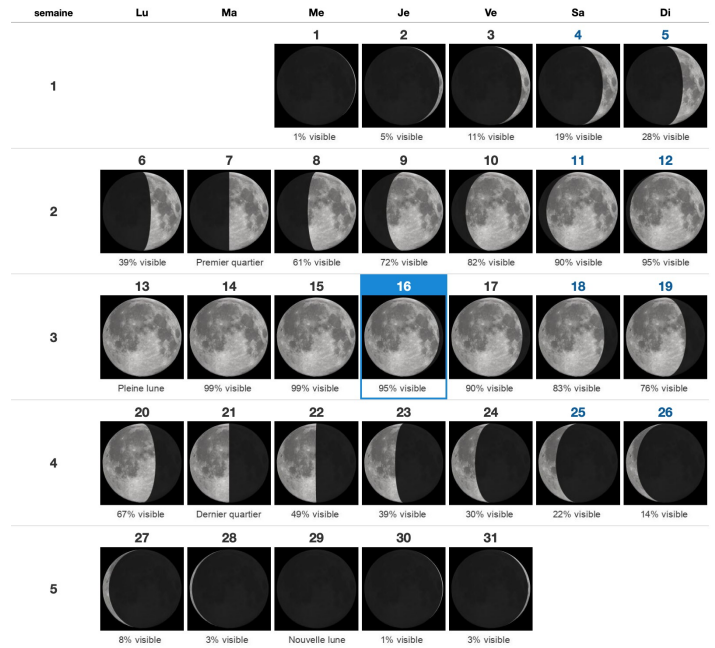 semaine Lu Ma Me Je Ve Sa Di
1 2 3 4 5
1
1% visible 5% visible 11% visible 19% visible 28% visible
6 7 8 9 10 11 12
2
39% visible Premier quartier 61% visible 72% visible 82% visible 90% visible 95% visible
13 14 15 16 17 18 19
3
Pleine lune 99% visible 99% visible 95% visible 90% visible 83% visible 76% visible
20 21 22 23 24 25 26
4
67% visible Dernier quartier 49% visible 39% visible 30% visible 22% visible 14% visible
27 28 29 30 31
5
8% visible 3% visible Nouvelle lune 1% visible 3% visible